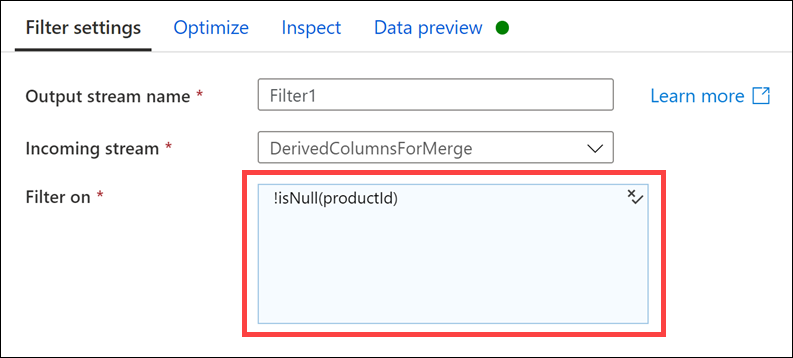 Filter settings Optimize Inspect Data preview
Output stream name * Filter1 Learn more
Incoming stream * DerivedColumnsForMerge
Filter on * !isNull(productId)